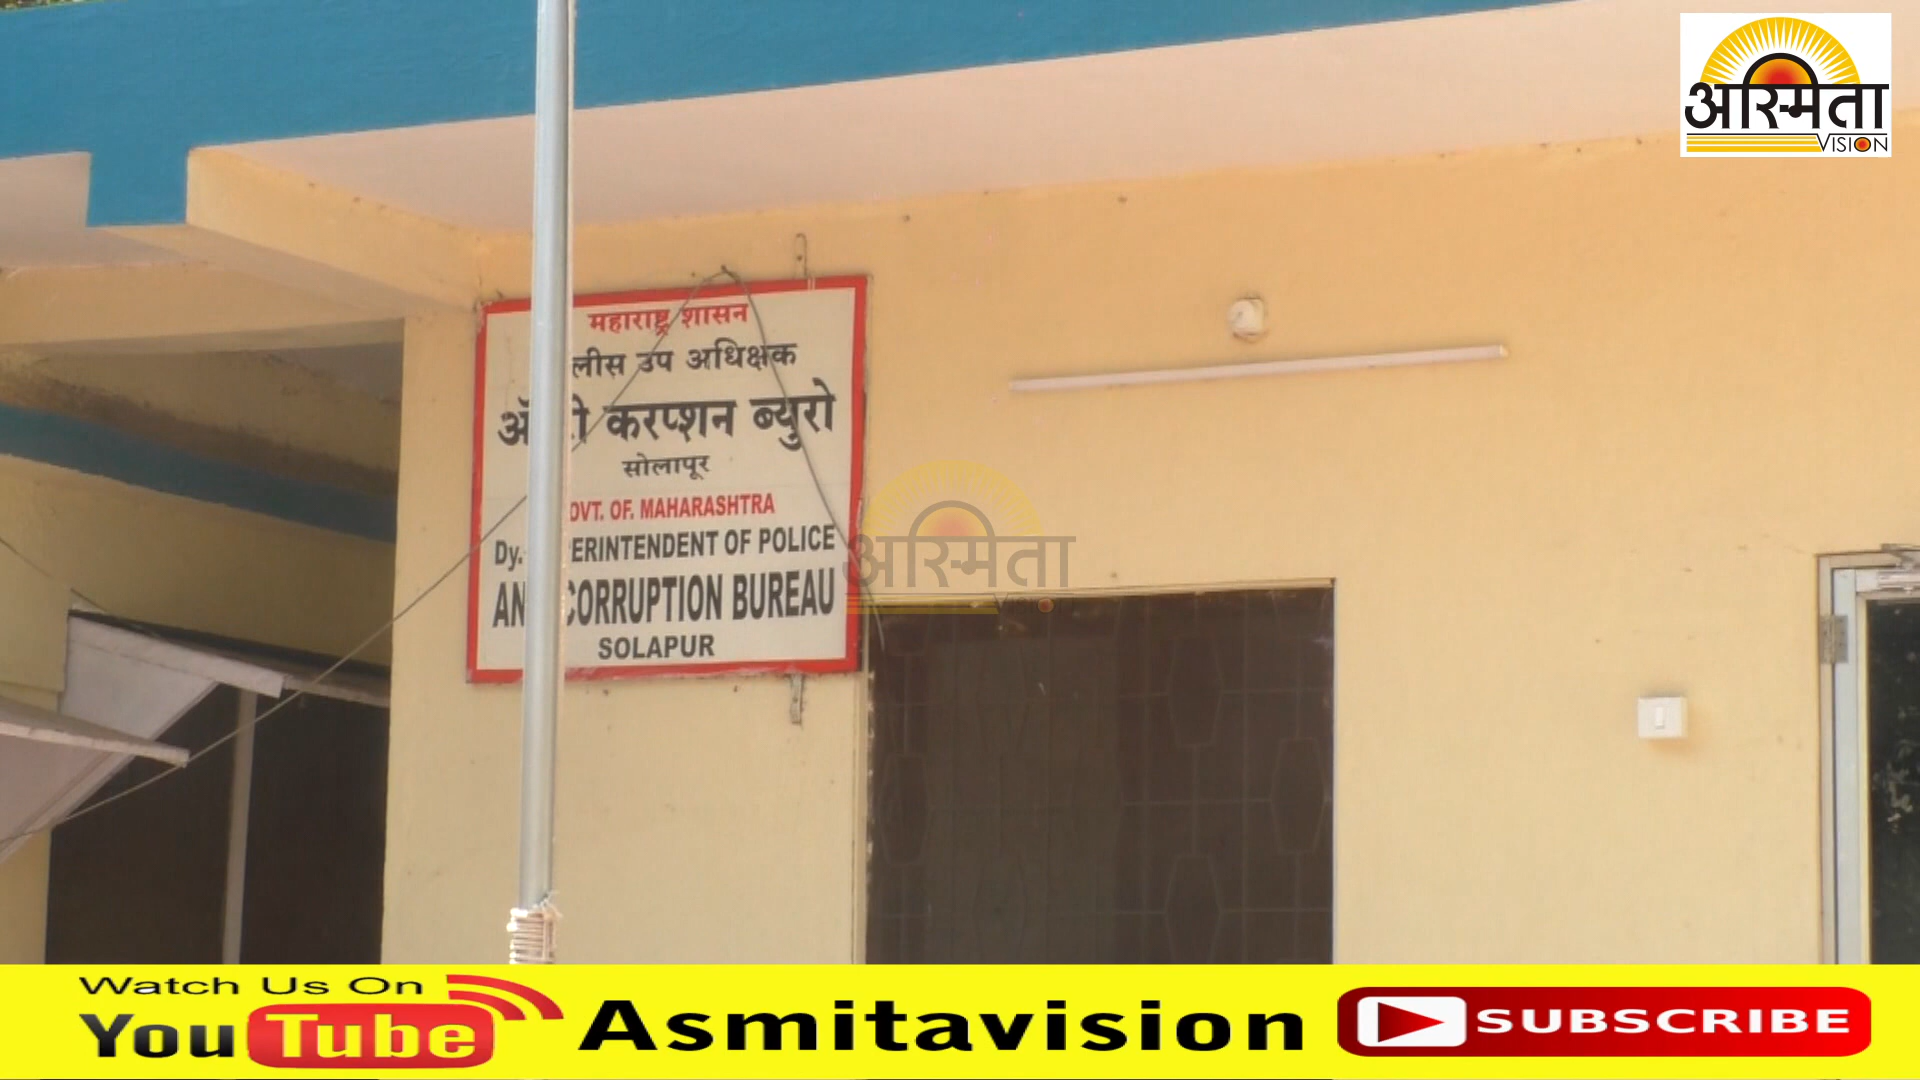 अस्मिता
VISION
महाराष्ट्र शासन
लीस उप अधिक्षक
करप्शन ब्युरो
सोलापूर
OVT. OF. MAHARASHTRA
Dy. ERINTENDENT OF POLICE
AN CORRUPTION BUREAU
SOLAPUR
अस्मिता
VISION
Watch Us On
YouTube
Asmitavision
SUBSCRIBE